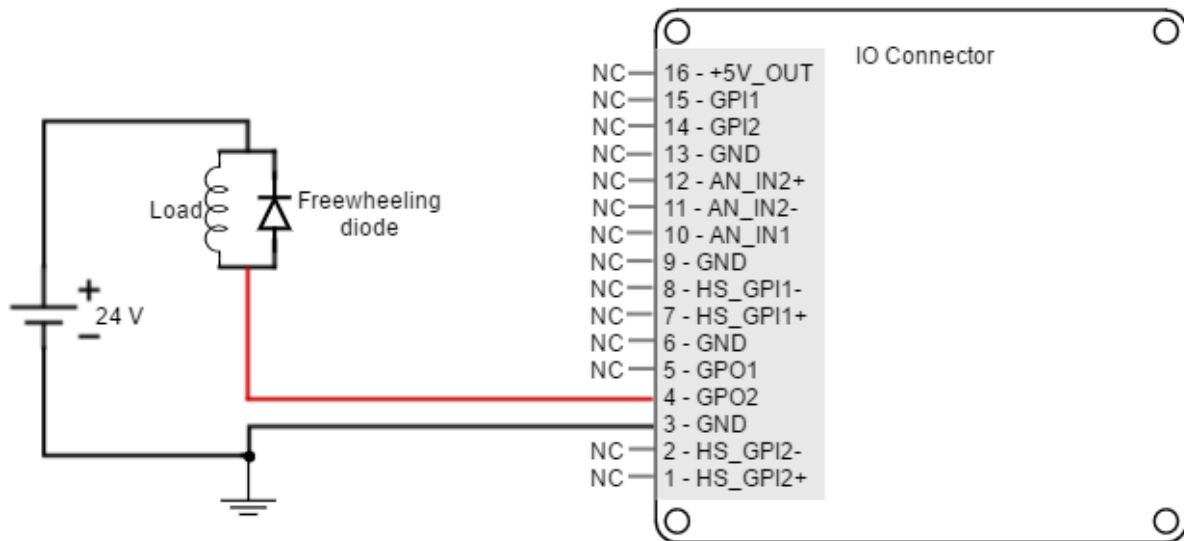 IO Connector
NC 16 - +5V_OUT
NC 15 - GPI1
NC 14 - GPI2
NC 13 - GND
NC 12 - AN_IN2+
NC 11 - AN_IN2-
NC 10 - AN_IN1
NC 9 - GND
NC 8 - HS_GPI1-
NC 7 - HS_GPI1+
NC 6 - GND
NC 5 - GPO1
4 - GPO2
3 - GND
NC 2 - HS_GPI2-
NC 1 - HS_GPI2+
Load
Freewheeling
diode
+
24 V
−